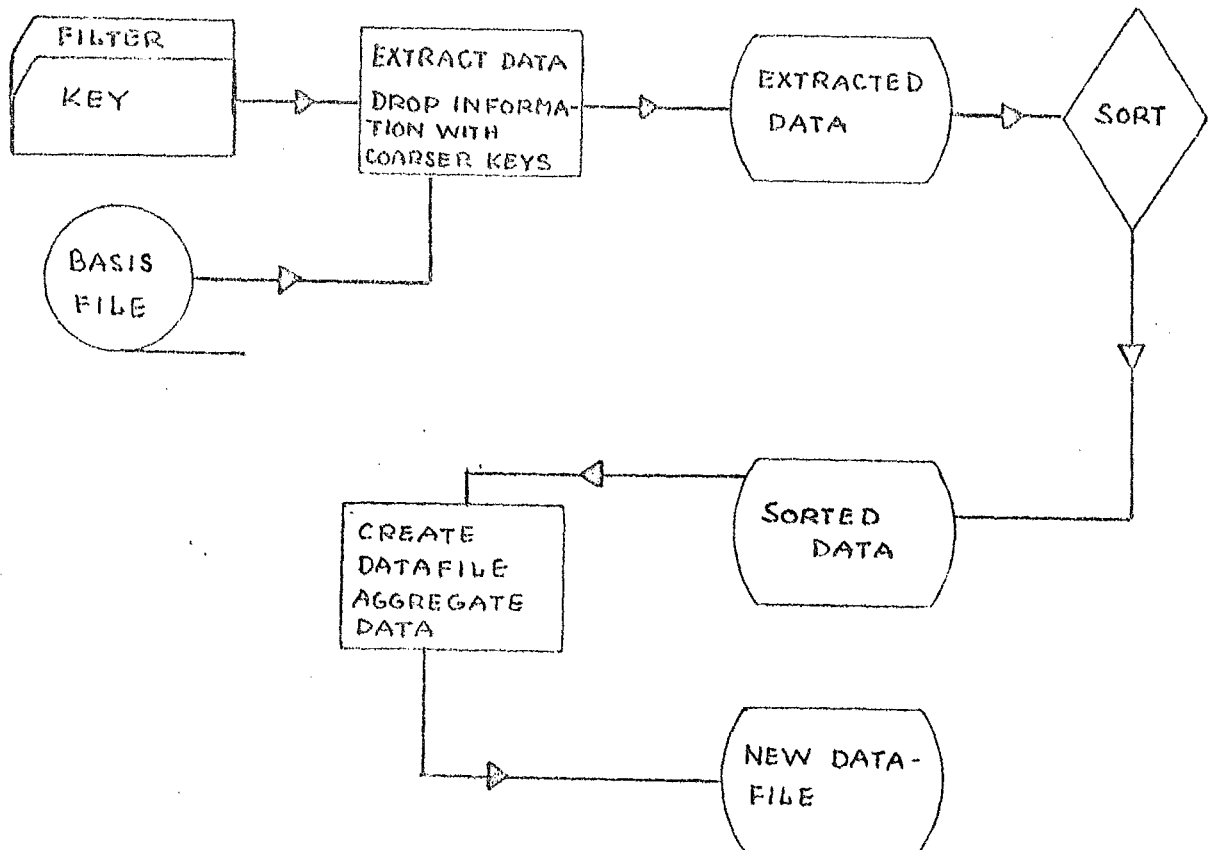 FILTER
KEY
EXTRACT DATA
DROP INFORMA-
TION WITH
COARSER KEYS
EXTRACTED
DATA
SORT
BASIS
FILE
SORTED
DATA
CREATE
DATAFILE
AGGREGATE
DATA
NEW DATA-
FILE